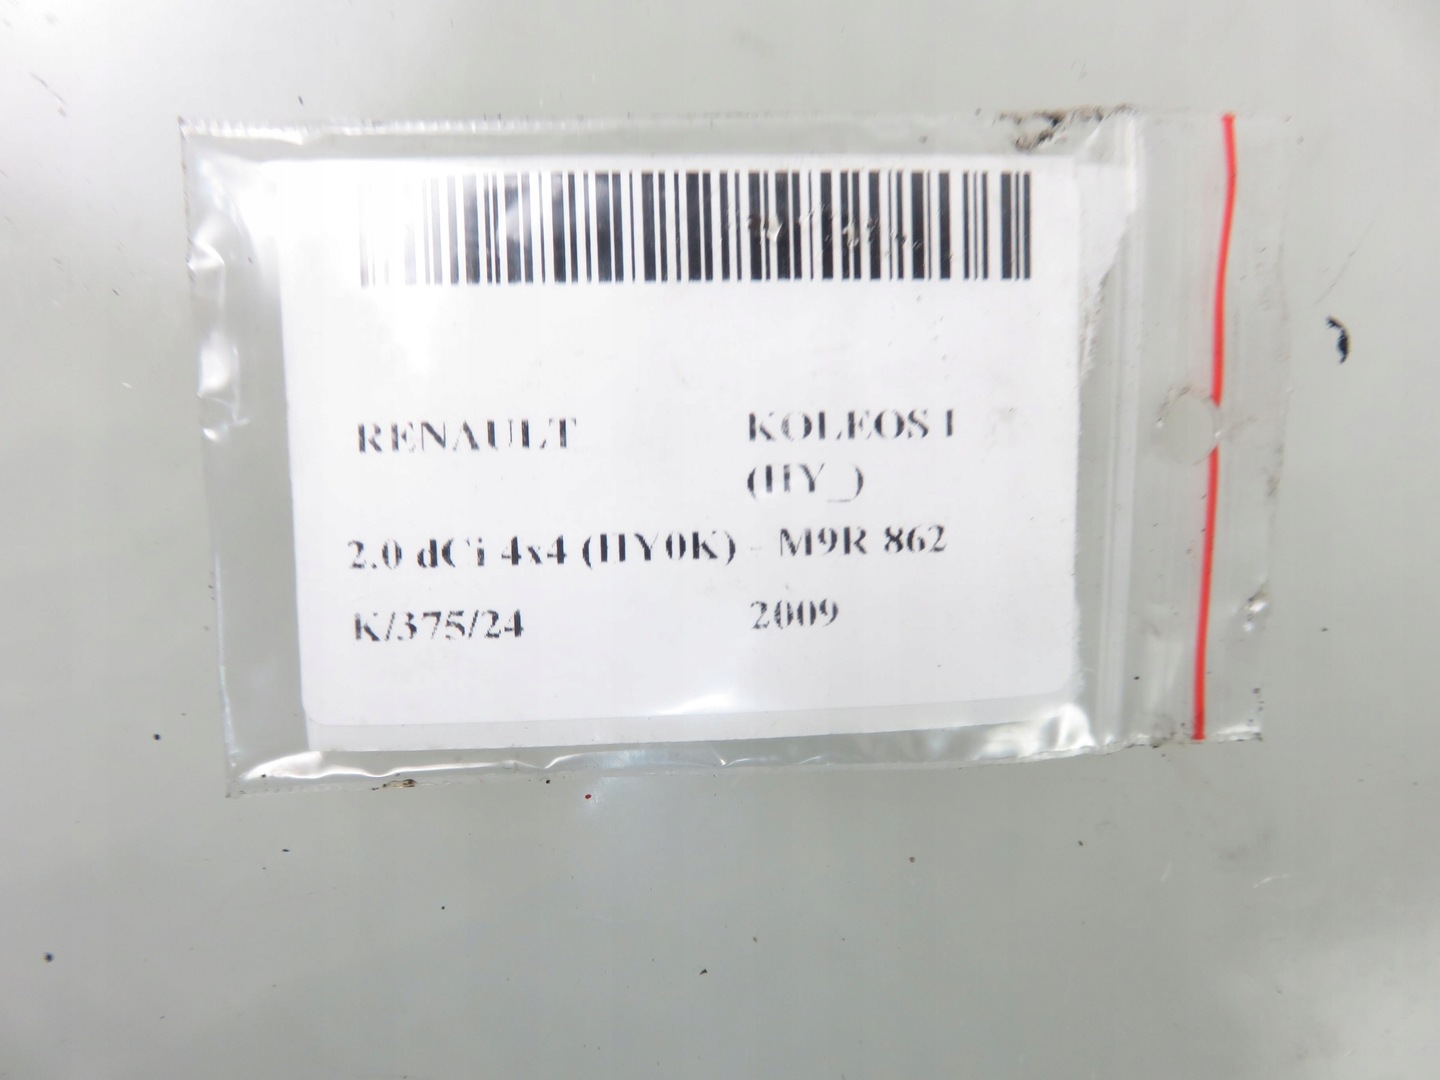 RENAULT KOLEOS I
(HY_)
2.0 dCi 4x4 (HY0K) - M9R 862
K/375/24 2009